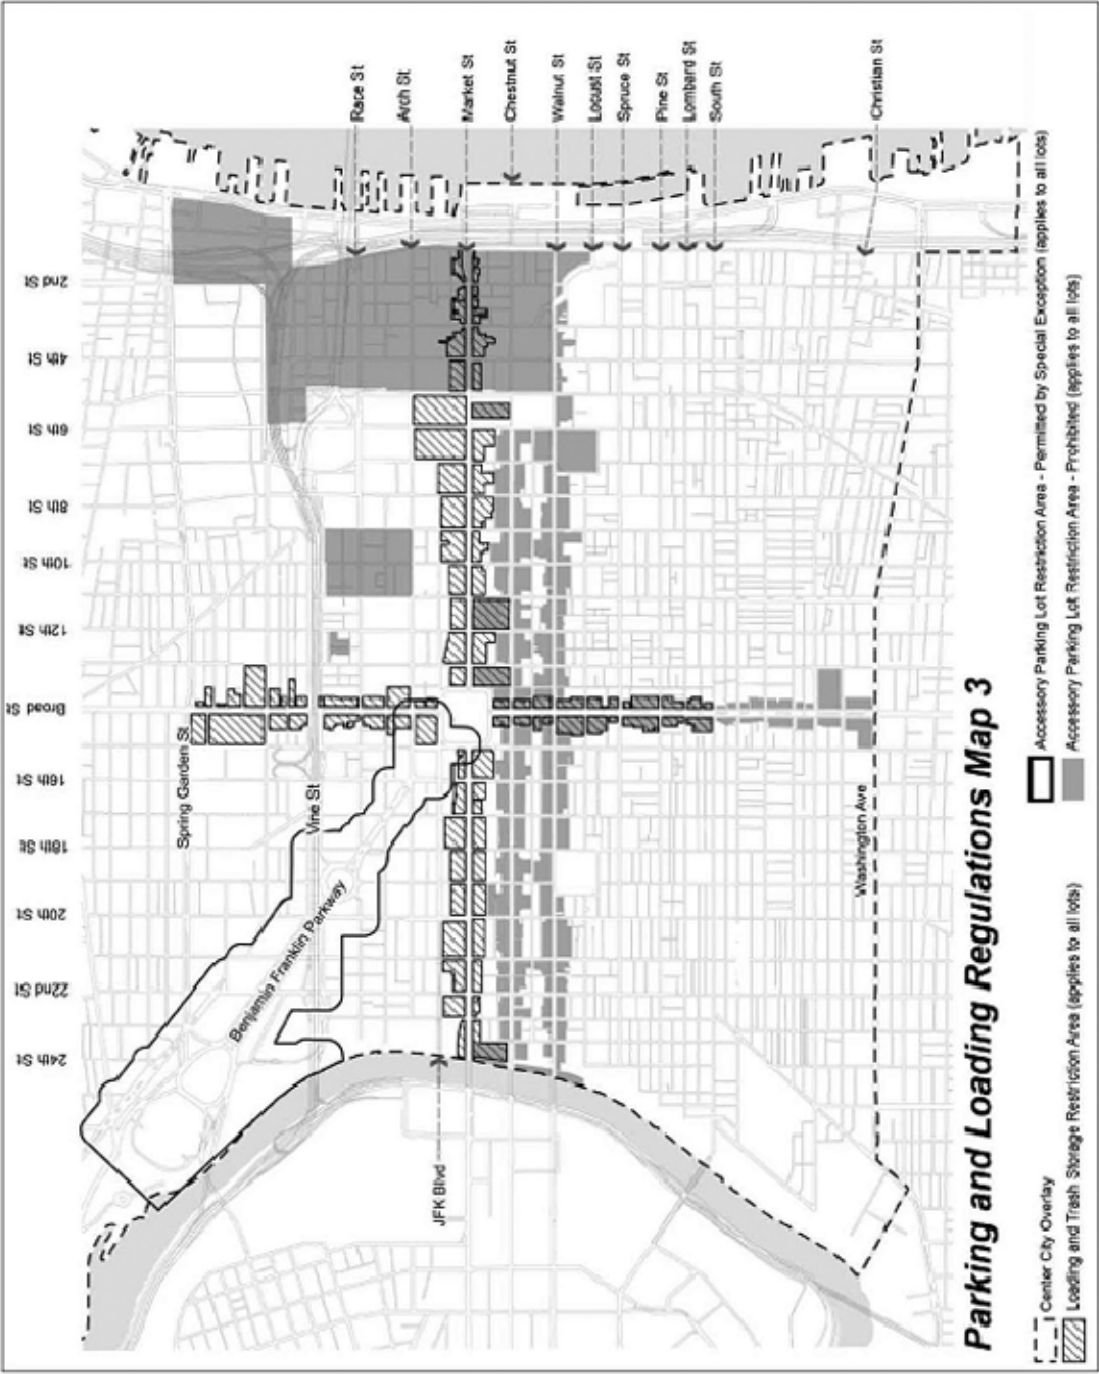 Race St
Arch St
Market St
Chestnut St
Walnut St
Locust St
Spruce St
Pine St
Lombard St
South St
Christian St
2nd St
4th St
6th St
8th St
10th St
12th St
Broad St
16th St
18th St
20th St
22nd St
24th St
Spring Garden St
Vine St
Benjamin Franklin Parkway
JFK Blvd
Washington Ave
Parking and Loading Regulations Map 3
Center City Overlay
Loading and Trash Storage Restriction Area (applies to all lots)
Accessory Parking Lot Restriction Area - Permitted by Special Exception (applies to all lots)
Accessory Parking Lot Restriction Area - Prohibited (applies to all lots)